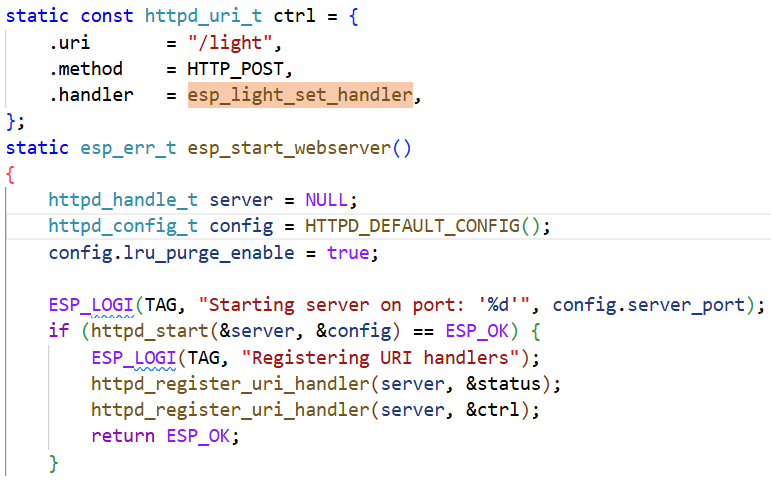 static const httpd_uri_t ctrl = {
    .uri       = "/light",
    .method    = HTTP_POST,
    .handler   = esp_light_set_handler,
};
static esp_err_t esp_start_webserver()
{
    httpd_handle_t server = NULL;
    httpd_config_t config = HTTPD_DEFAULT_CONFIG();
    config.lru_purge_enable = true;

    ESP_LOGI(TAG, "Starting server on port: '%d'", config.server_port);
    if (httpd_start(&server, &config) == ESP_OK) {
        ESP_LOGI(TAG, "Registering URI handlers");
        httpd_register_uri_handler(server, &status);
        httpd_register_uri_handler(server, &ctrl);
        return ESP_OK;
    }